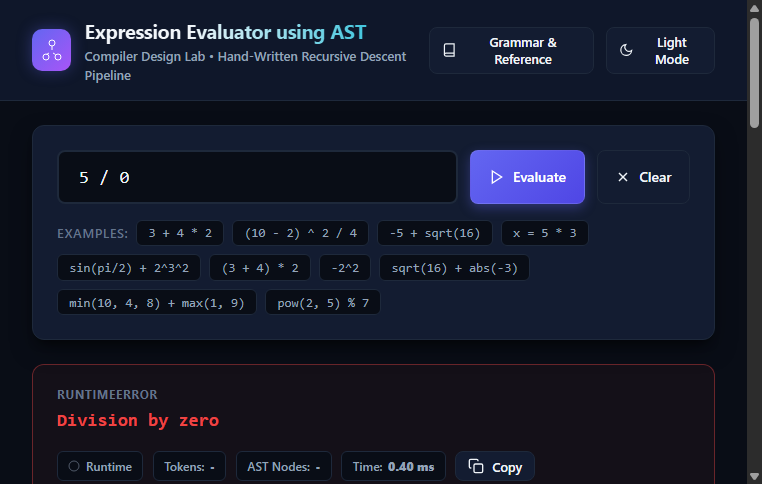 Expression Evaluator using AST
Compiler Design Lab • Hand-Written Recursive Descent
Pipeline
Grammar &
Reference
Light
Mode
5 / 0
Evaluate
Clear
EXAMPLES:
3 + 4 * 2
(10 - 2) ^ 2 / 4
-5 + sqrt(16)
x = 5 * 3
sin(pi/2) + 2^3^2
(3 + 4) * 2
-2^2
sqrt(16) + abs(-3)
min(10, 4, 8) + max(1, 9)
pow(2, 5) % 7
RUNTIMEERROR
Division by zero
Runtime
Tokens: -
AST Nodes: -
Time: 0.40 ms
Copy